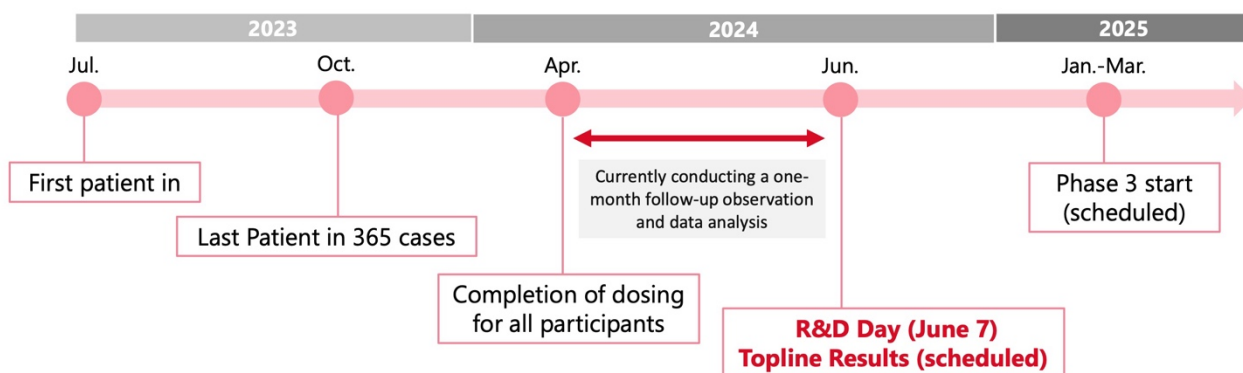 2023
2024
2025
Jul.
Oct.
Apr.
Jun.
Jan.-Mar.
First patient in
Last Patient in 365 cases
Completion of dosing
for all participants
Currently conducting a one-
month follow-up observation
and data analysis
R&D Day (June 7)
Topline Results (scheduled)
Phase 3 start
(scheduled)